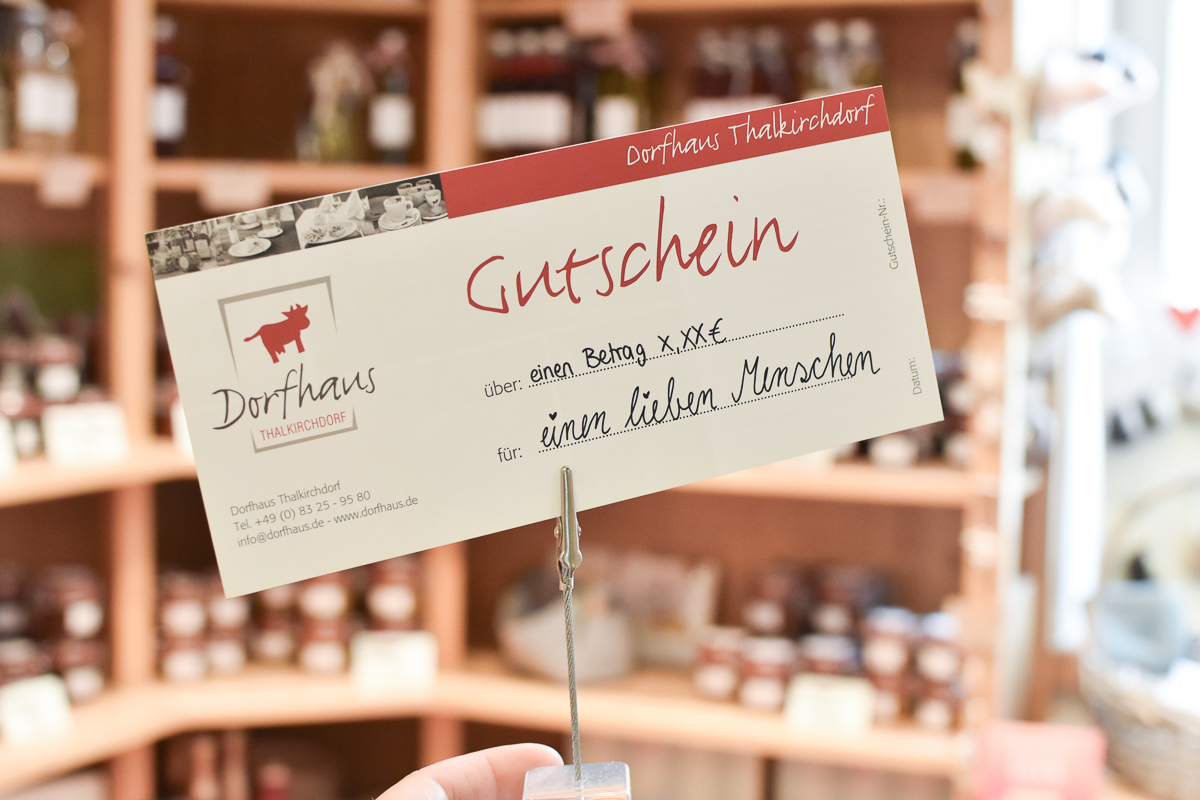 Dorfhaus Thalkirchdorf
Gutschein
Gutschein-Nr.:
Dorfhaus
THALKIRCHDORF
über: einen Betrag x,xx€
für: einen lieben Menschen
Datum:
Dorfhaus Thalkirchdorf
Tel. +49 (0) 83 25 - 95 80
info@dorfhaus.de - www.dorfhaus.de